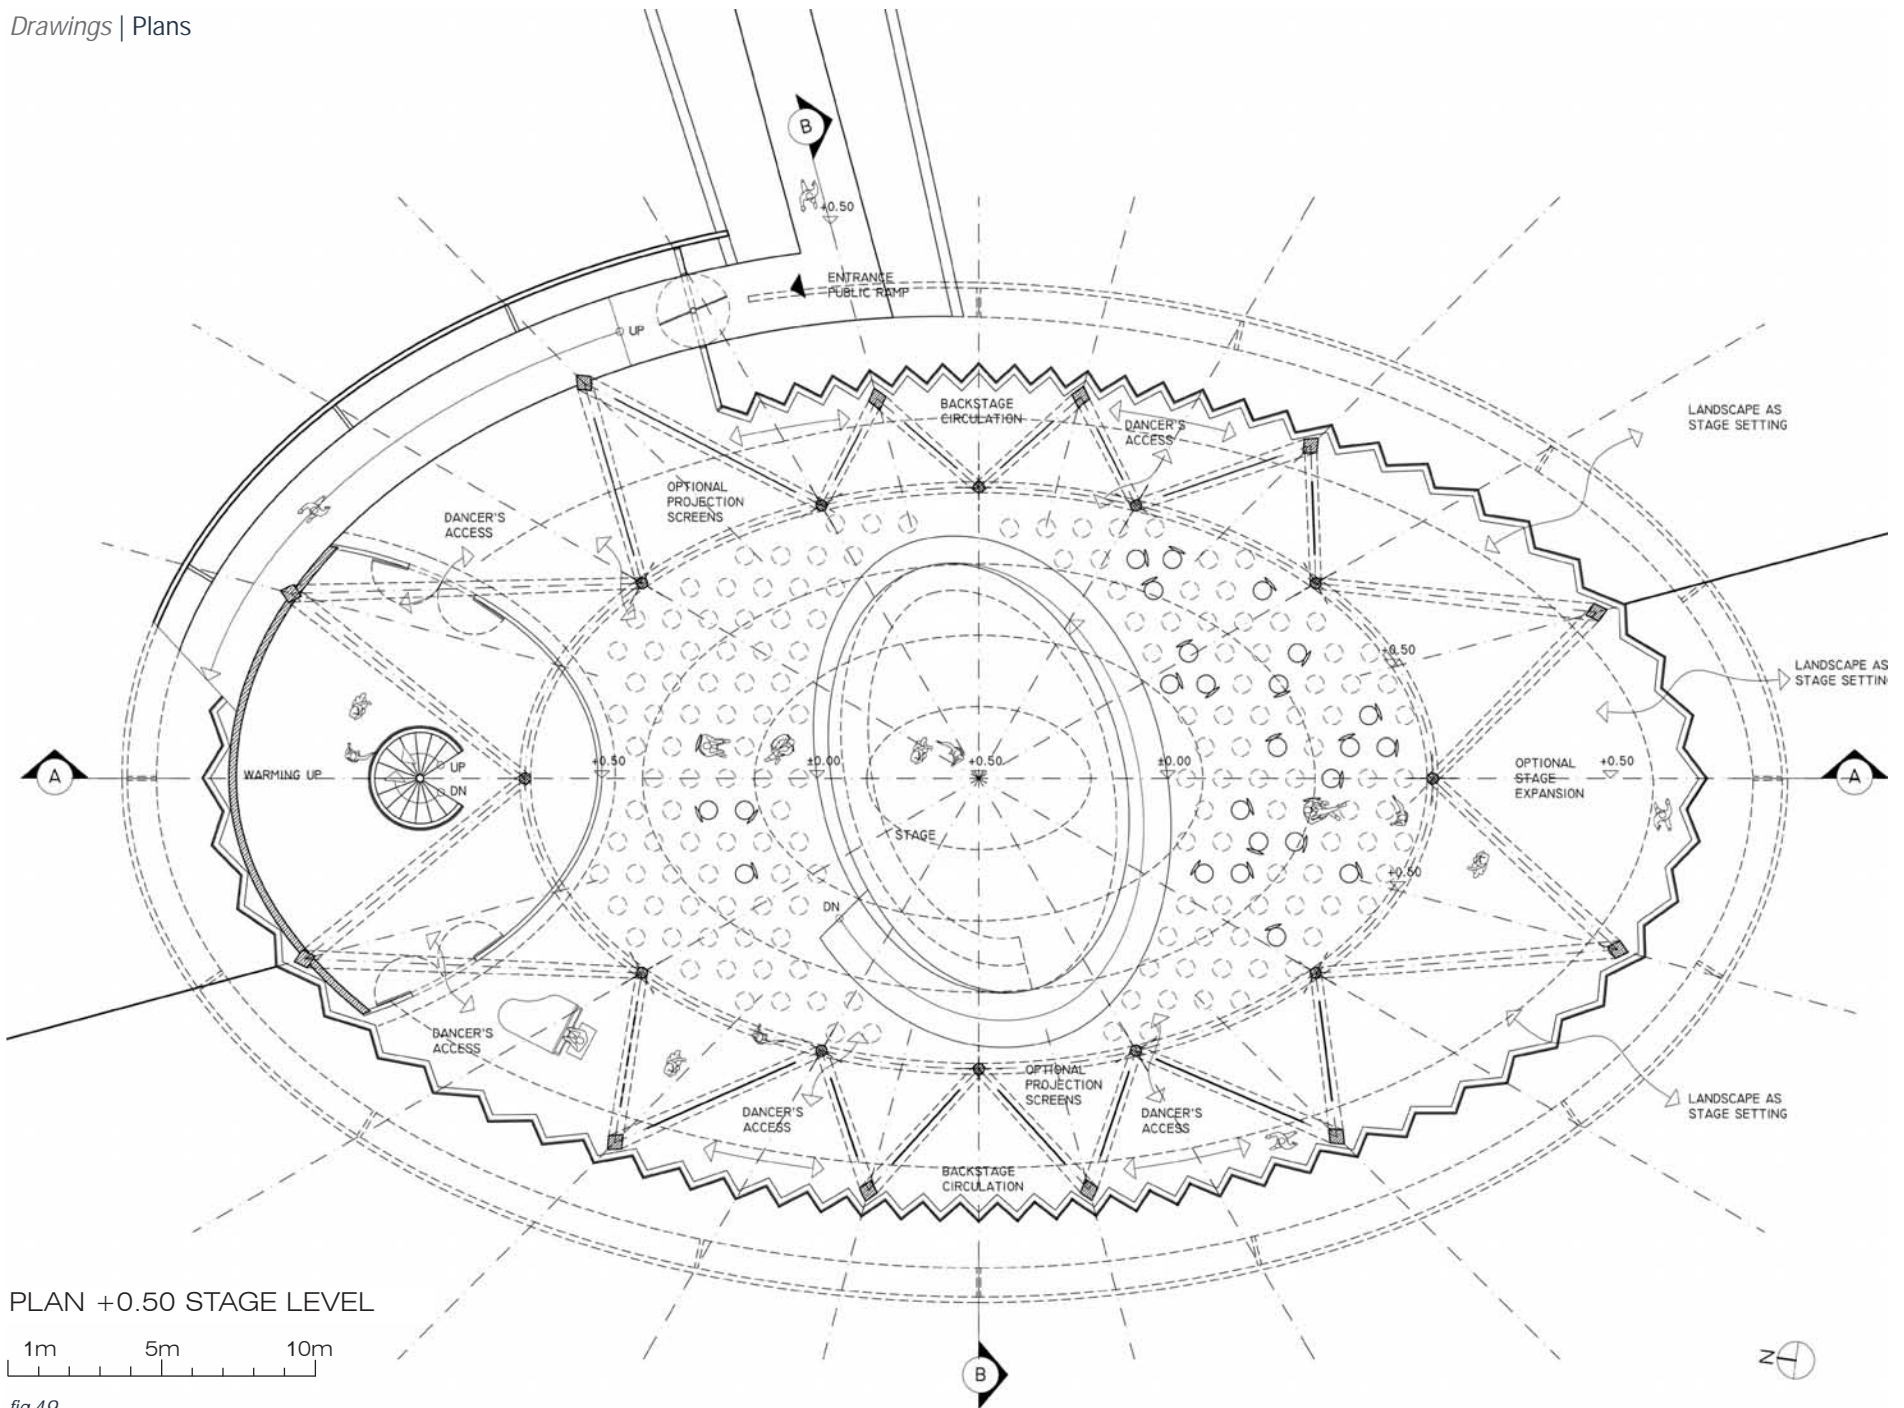 Drawings | Plans
B
+0.50
ENTRANCE
PUBLIC RAMP
UP
BACKSTAGE
CIRCULATION
DANCER'S
ACCESS
LANDSCAPE AS
STAGE SETTING
OPTIONAL
PROJECTION
SCREENS
DANCER'S
ACCESS
+0.50
LANDSCAPE AS
STAGE SETTING
A
WARMING UP
UP
DN
+0.50
±0.00
+0.50
±0.00
OPTIONAL
STAGE
EXPANSION
+0.50
A
STAGE
+0.50
DN
DANCER'S
ACCESS
OPTIONAL
PROJECTION
SCREENS
DANCER'S
ACCESS
DANCER'S
ACCESS
LANDSCAPE AS
STAGE SETTING
BACKSTAGE
CIRCULATION
PLAN +0.50 STAGE LEVEL
1m 5m 10m
B
N